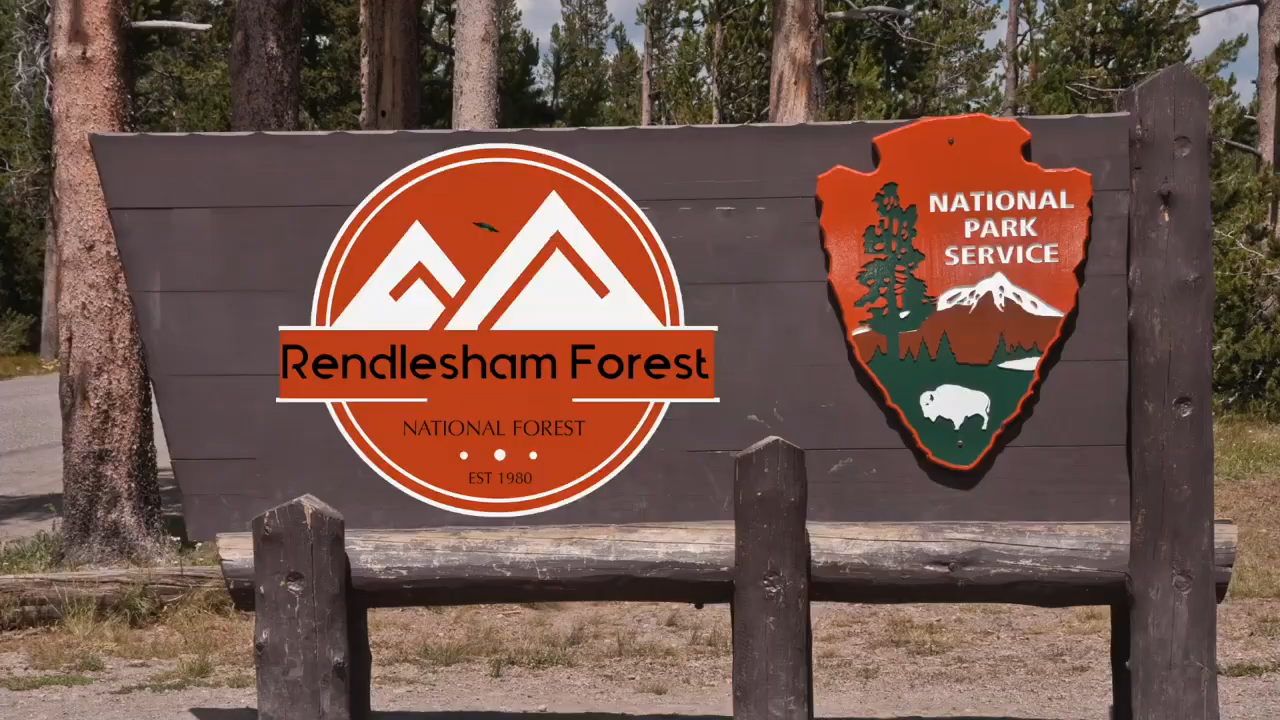 Rendlesham Forest
NATIONAL FOREST
EST 1980
NATIONAL
PARK
SERVICE